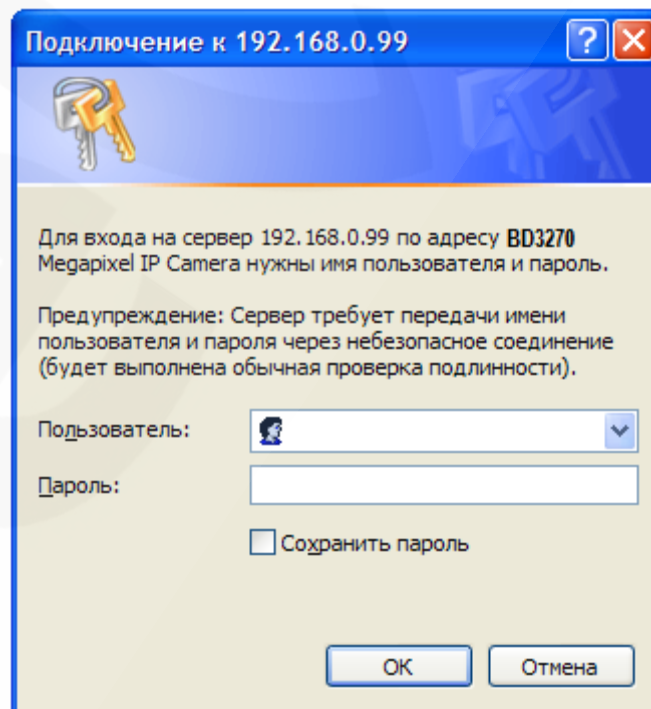 Подключение к 192.168.0.99
Для входа на сервер 192.168.0.99 по адресу BD3270
Megapixel IP Camera нужны имя пользователя и пароль.
Предупреждение: Сервер требует передачи имени
пользователя и пароля через небезопасное соединение
(будет выполнена обычная проверка подлинности).
Пользователь:
Пароль:
Сохранить пароль
ОК
Отмена